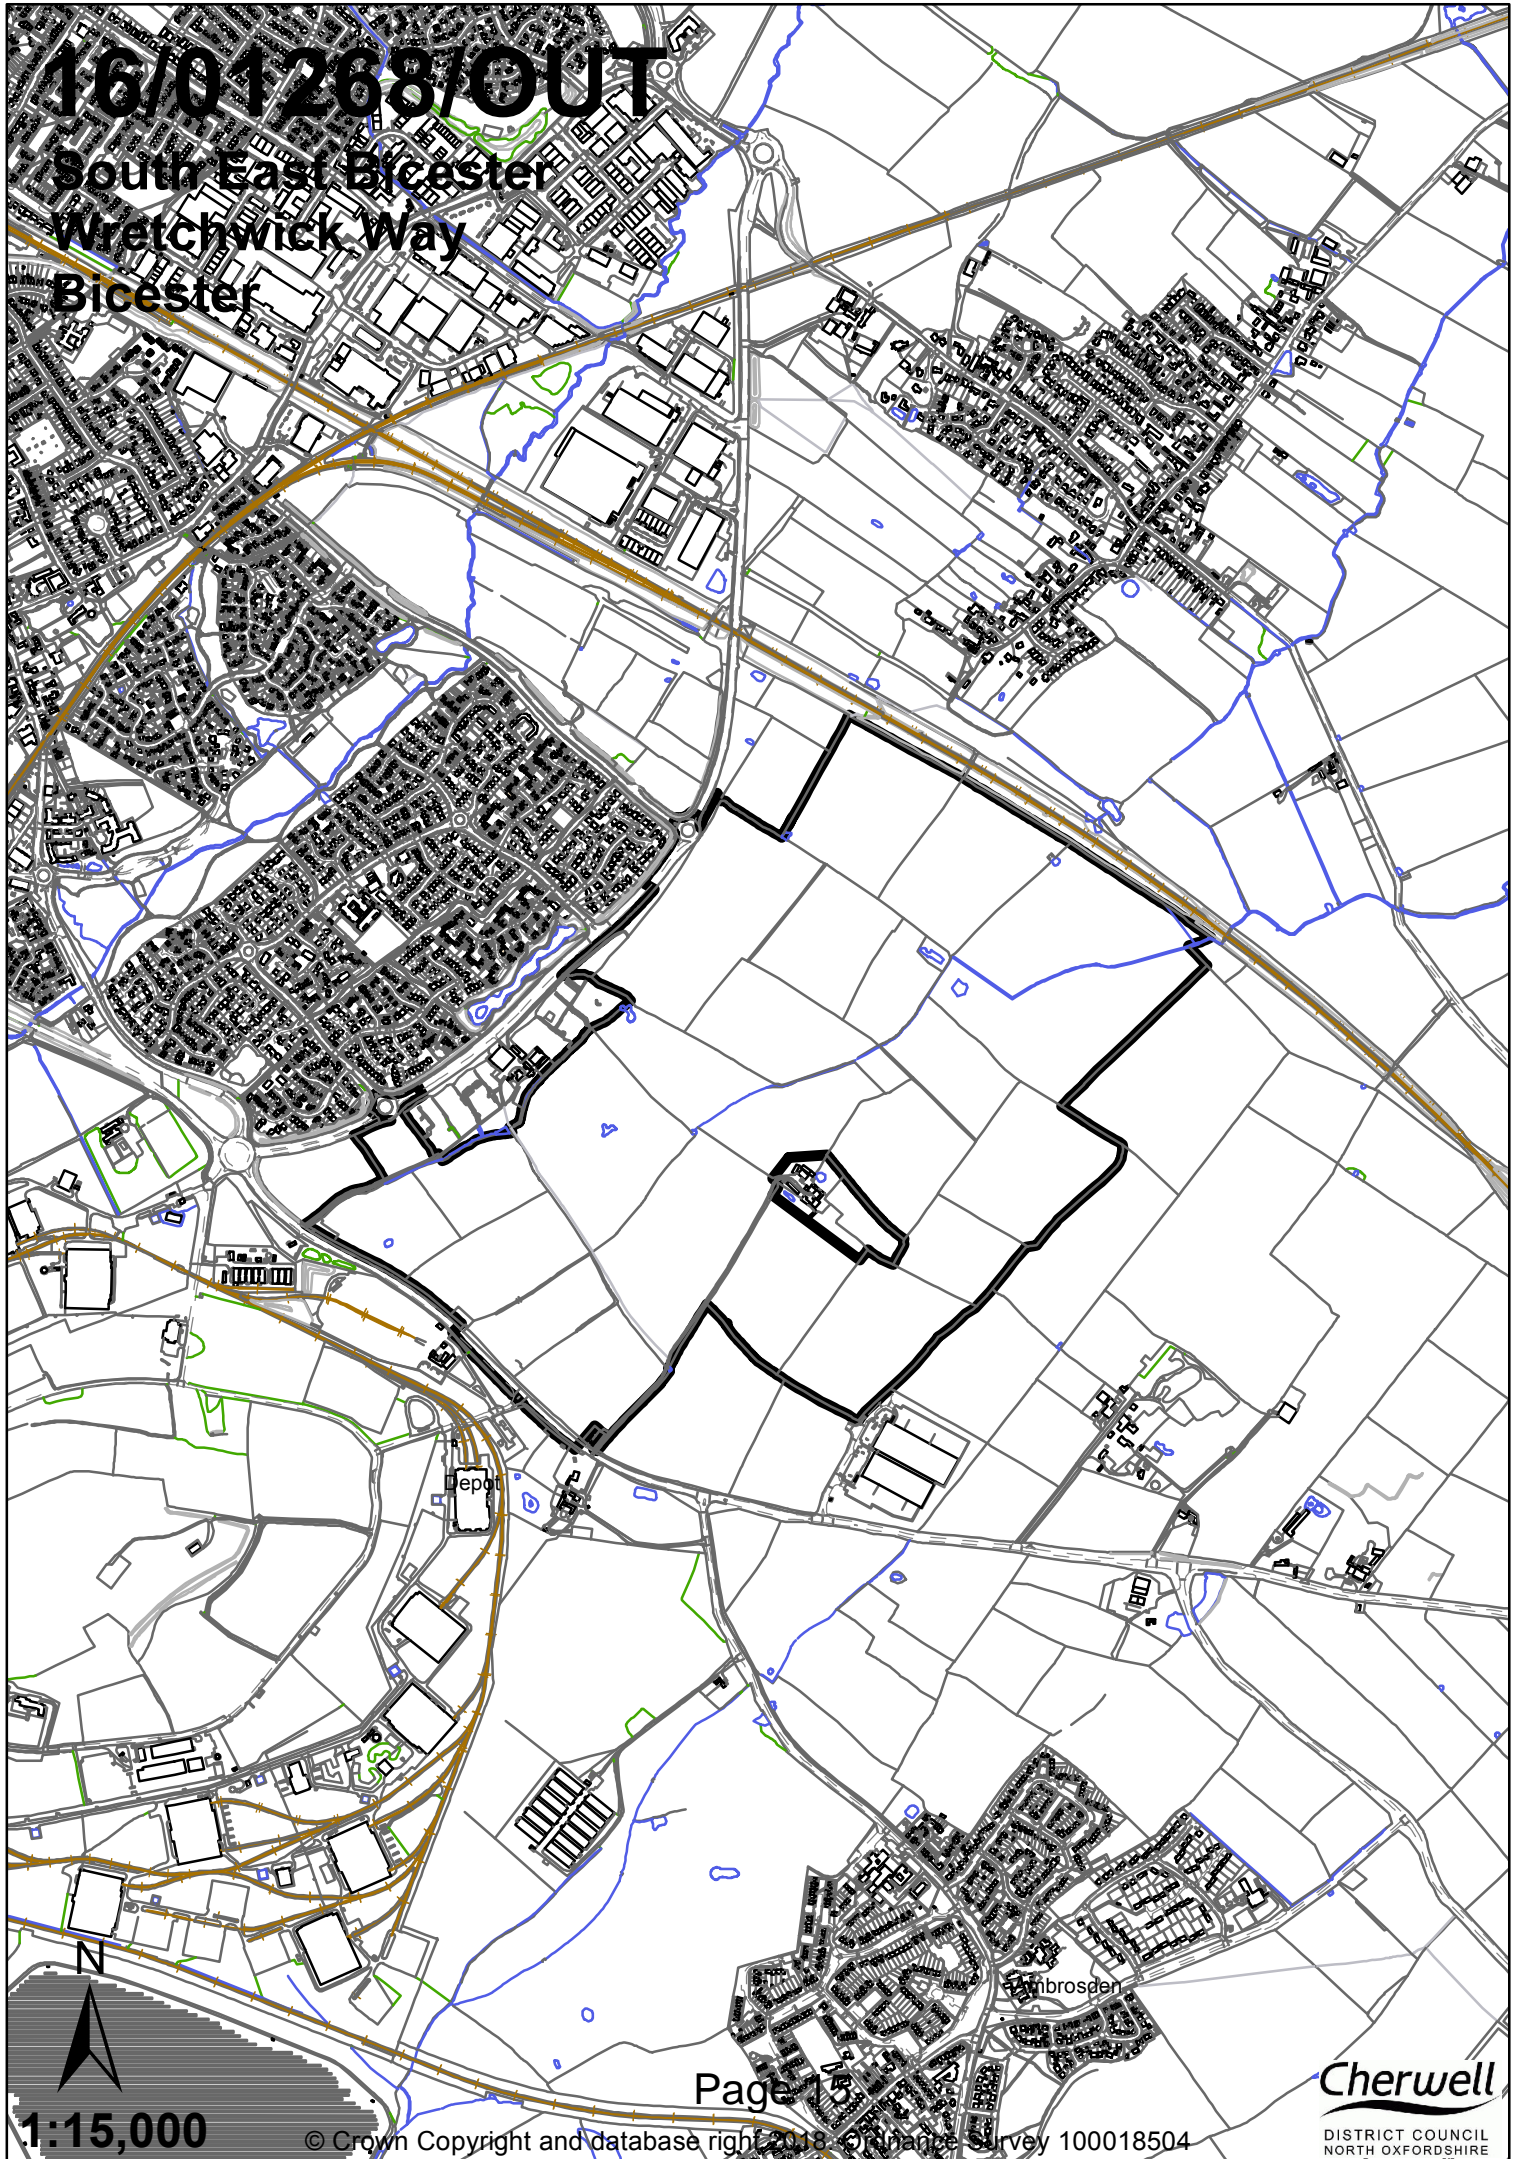 16/01268/OUT
South East Bicester
Wretchwick Way
Bicester
Depot
Ambrosden
N
1:15,000
Page 15
© Crown Copyright and database right 2018. Ordnance Survey 100018504
Cherwell
DISTRICT COUNCIL
NORTH OXFORDSHIRE